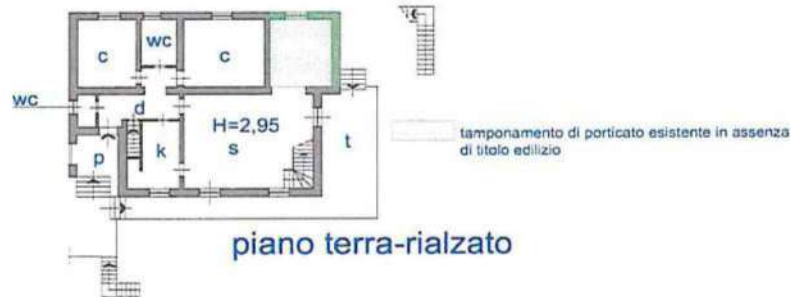 wc
c
c
wc
d
H=2,95
s
t
k
p
tamponamento di porticato esistente in assenza
di titolo edilizio
piano terra-rialzato